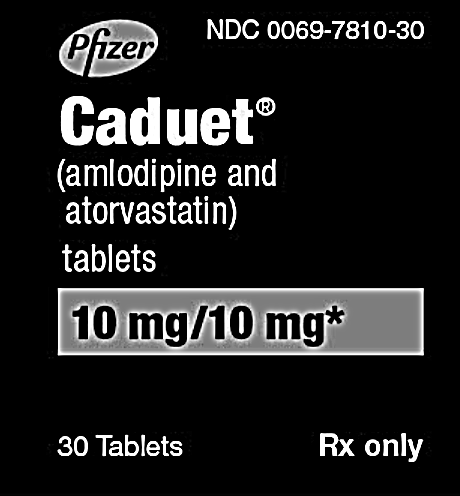 Pfizer
NDC 0069-7810-30
Caduet®
(amlodipine and
atorvastatin)
tablets
10 mg/10 mg*
30 Tablets
Rx only